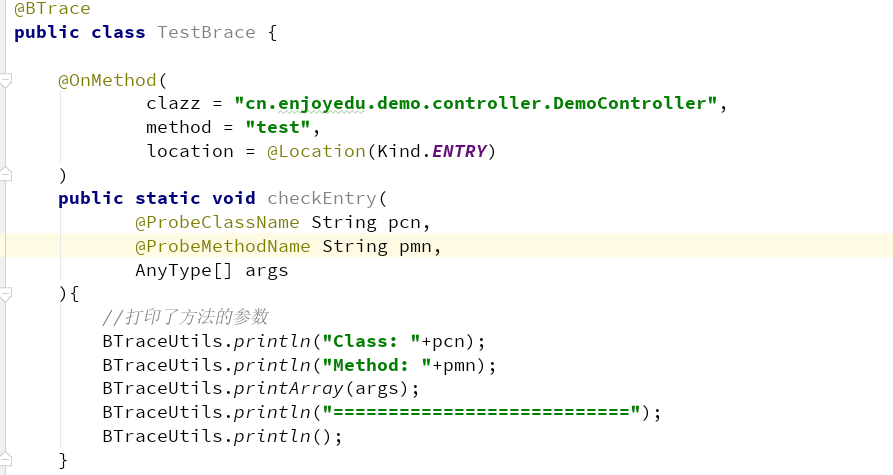 @BTrace
public class TestBrace {
@OnMethod(
clazz = "cn.enjoyedu.demo.controller.DemoController",
method = "test",
location = @Location(Kind.ENTRY)
)
public static void checkEntry(
@ProbeClassName String pcn,
@ProbeMethodName String pmn,
AnyType[] args
){
//打印了方法的参数
BTraceUtils.println("Class: "+pcn);
BTraceUtils.println("Method: "+pmn);
BTraceUtils.printArray(args);
BTraceUtils.println("===========================");
BTraceUtils.println();
}